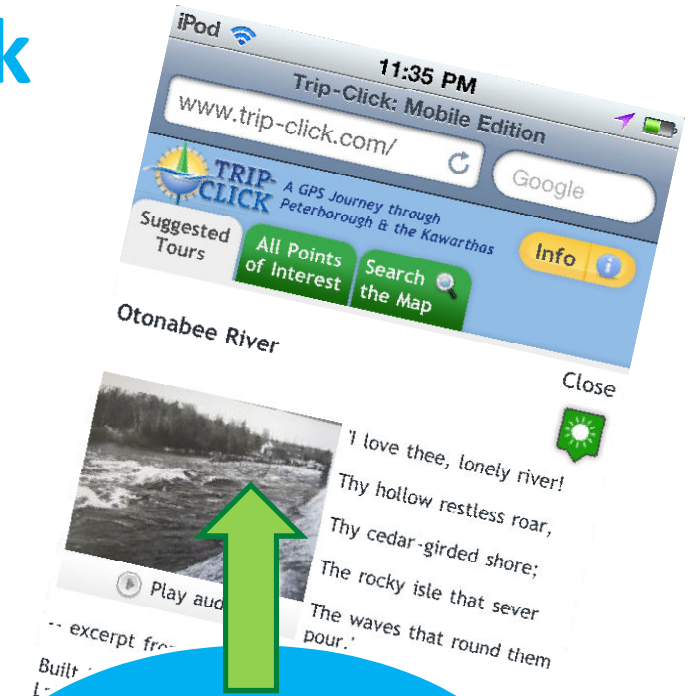 k
iPod
11:35 PM
Trip-Click: Mobile Edition
www.trip-click.com/
Google
TRIP-
CLICK
A GPS Journey through
Peterborough & the Kawarthas
Info i
Suggested
Tours
All Points
of Interest
Search
the Map
Otonabee River
Close
'I love thee, lonely river!
Thy hollow restless roar,
Thy cedar-girded shore;
The rocky isle that sever
The waves that round them
pour.'
Play
-- excerpt
Built